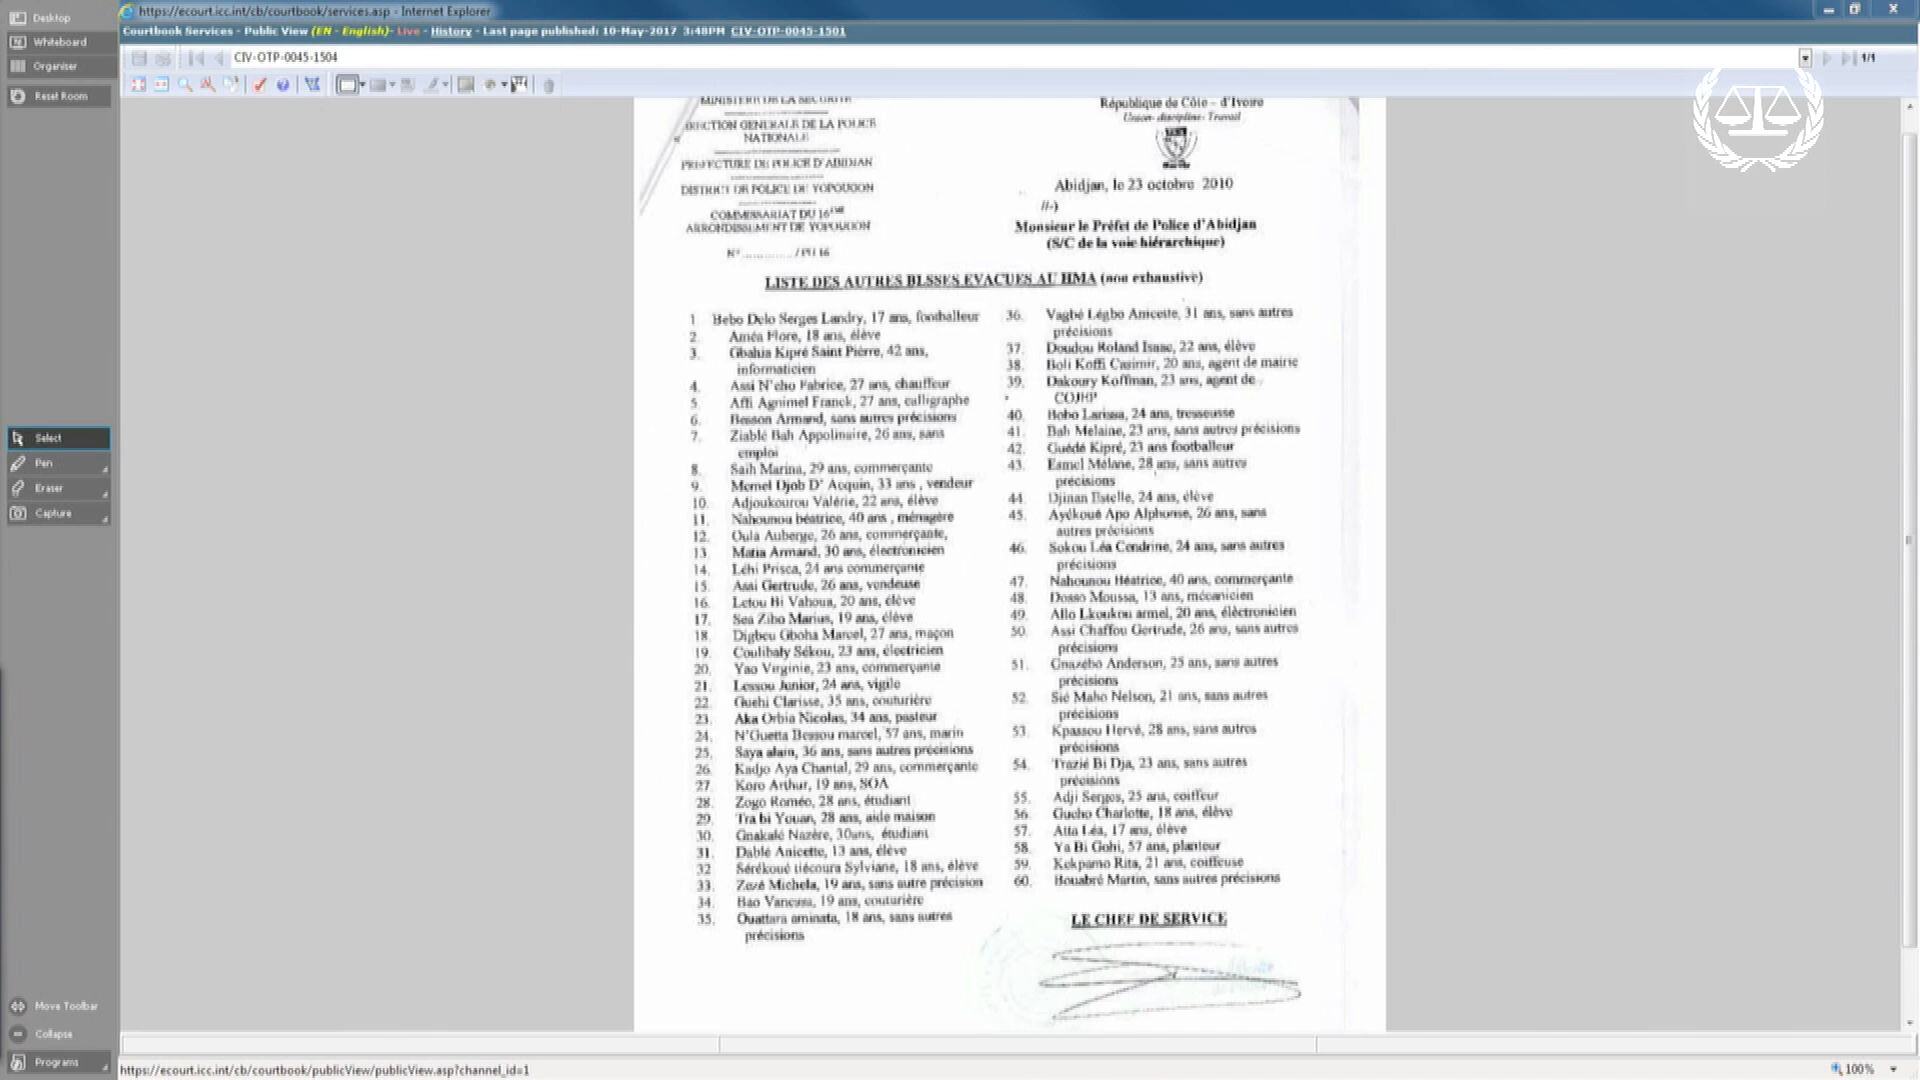 https://ecourt.icc.int/cb/courtbook/services.asp - Internet Explorer
Courtbook Services - Public View (EN - English)- Live - History - Last page published: 10-May-2017 3:48PM CIV-OTP-0045-1501
CIV-OTP-0045-1504
1/1
Desktop
Whiteboard
Organiser
Reset Room
Select
Pen
Eraser
Capture
Move Toolbar
Collapse
Programs
MINISTERE DE LA SECURITE
DIRECTION GENERALE DE LA POLICE
NATIONALE
PREFECTURE DE POLICE D'ABIDJAN
DISTRICT DE POLICE DE YOPOUGON
COMMISSARIAT DU 16EME
ARRONDISSEMENT DE YOPOUGON
N° ............ / PU 16
République de Côte – d'Ivoire
Union- discipline- Travail
Abidjan, le 23 octobre 2010
//-)
Monsieur le Préfet de Police d'Abidjan
(S/C de la voie hiérarchique)
LISTE DES AUTRES BLSSES EVACUES AU HMA (non exhaustive)
1 Bebo Delo Serges Landry, 17 ans, footballeur
2. Améa Flore, 18 ans, élève
3. Gbahia Kipré Saint Pierre, 42 ans,
informaticien
4. Assi N'cho Fabrice, 27 ans, chauffeur
5. Affi Agnimel Franck, 27 ans, calligraphe
6. Besson Armand, sans autres précisions
7. Ziablé Bah Appolinaire, 26 ans, sans
emploi
8. Saih Marina, 29 ans, commerçante
9. Memel Djob D' Acquin, 33 ans , vendeur
10. Adjoukourou Valérie, 22 ans, élève
11. Nahounou béatrice, 40 ans , ménagère
12. Oula Auberge, 26 ans, commerçante,
13. Matia Armand, 30 ans, électronicien
14. Léhi Prisca, 24 ans commerçante
15. Assi Gertrude, 26 ans, vendeuse
16. Letou Bi Vahoua, 20 ans, élève
17. Sea Ziho Marius, 19 ans, élève
18. Digbeu Gboha Marcel, 27 ans, maçon
19. Coulibaly Sékou, 23 ans, électricien
20. Yao Virginie, 23 ans, commerçante
21. Lessou Junior, 24 ans, vigile
22. Guehi Clarisse, 35 ans, couturière
23. Aka Orbia Nicolas, 34 ans, pasteur
24. N'Guetta Bessou marcel, 57 ans, marin
25. Saya alain, 36 ans, sans autres précisions
26. Kadjo Aya Chantal, 29 ans, commerçante
27. Koro Arthur, 19 ans, SOA
28. Zogo Roméo, 28 ans, étudiant
29. Tra bi Youan, 28 ans, aide maison
30. Gnakalé Nazère, 30ans, étudiant
31. Dablé Anicette, 13 ans, élève
32 Sérékoué tiécoura Sylviane, 18 ans, élève
33. Zezé Michela, 19 ans, sans autre précision
34. Bao Vanessa, 19 ans, couturière
35. Ouattara aminata, 18 ans, sans autres
précisions
36. Vagbé Légbo Anicette, 31 ans, sans autres
précisions
37. Doudou Roland Isaac, 22 ans, élève
38. Boli Koffi Casimir, 20 ans, agent de mairie
39. Dakoury Koffman, 23 ans, agent de
COJEP
40. Bobo Larissa, 24 ans, tresseusse
41. Bah Melaine, 23 ans, sans autres précisions
42. Guédé Kipré, 23 ans footballeur
43. Esmel Mélane, 28 ans, sans autres
précisions
44. Djinan Estelle, 24 ans, élève
45. Ayékoué Apo Alphonse, 26 ans, sans
autres précisions
46. Sokou Léa Cendrine, 24 ans, sans autres
précisions
47. Nahounou Béatrice, 40 ans, commerçante
48. Dosso Moussa, 13 ans, mécanicien
49. Allo Lkoukou armel, 20 ans, élèctronicien
50. Assi Chaffou Gertrude, 26 ans, sans autres
précisions
51. Gnazébo Anderson, 25 ans, sans autres
précisions
52. Sié Maho Nelson, 21 ans, sans autres
précisions
53. Kpassou Hervé, 28 ans, sans autres
précisions
54. Trazié Bi Dja, 23 ans, sans autres
précisions
55. Adji Serges, 25 ans, coiffeur
56. Gucho Charlotte, 18 ans, élève
57. Atta Léa, 17 ans, élève
58. Ya Bi Gohi, 57 ans, planteur
59. Kokpamo Rita, 21 ans, coiffeuse
60. Bouabré Martin, sans autres précisions
LE CHEF DE SERVICE
https://ecourt.icc.int/cb/courtbook/publicView/publicView.asp?channel_id=1
100%